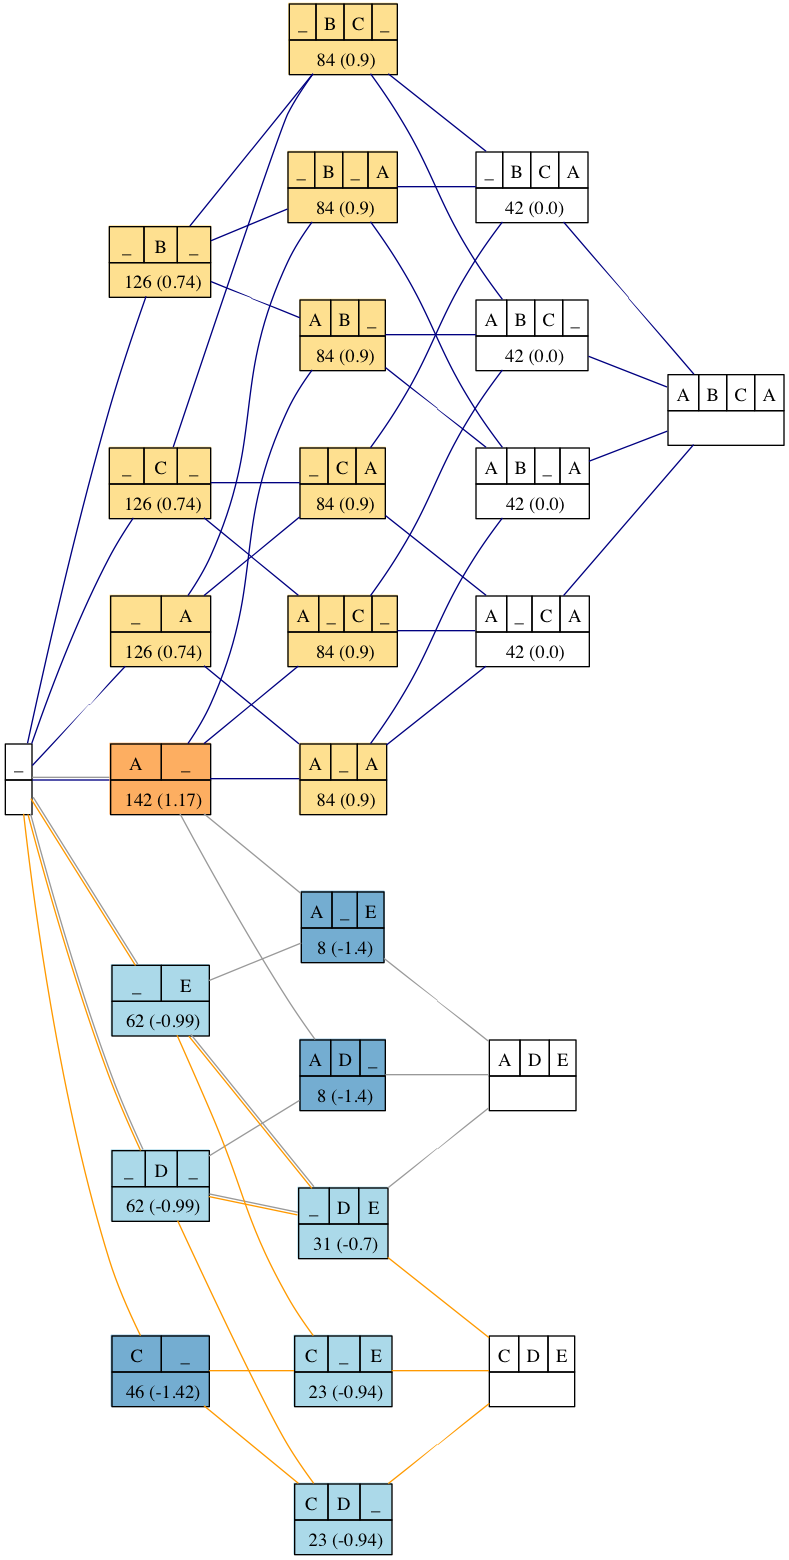 _ B C _
84 (0.9)
_ B _ A
84 (0.9)
_ B C A
42 (0.0)
_ B _
126 (0.74)
A B _
84 (0.9)
A B C _
42 (0.0)
A B C A
_ C _
126 (0.74)
_ C A
84 (0.9)
A B _ A
42 (0.0)
_ A
126 (0.74)
A _ C _
84 (0.9)
A _ C A
42 (0.0)
_
A _
142 (1.17)
A _ A
84 (0.9)
A _ E
8 (-1.4)
_ E
62 (-0.99)
A D _
8 (-1.4)
A D E
_ D _
62 (-0.99)
_ D E
31 (-0.7)
C _
46 (-1.42)
C _ E
23 (-0.94)
C D E
C D _
23 (-0.94)